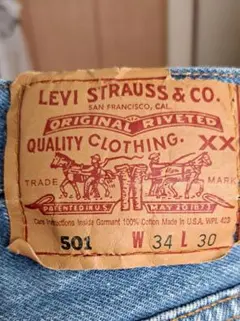 LEVI STRAUSS & CO.
SAN FRANCISCO, CAL.
ORIGINAL RIVETED
QUALITY CLOTHING. XX
TRADE MARK
PATENTED IN U.S. MAY 20 1873
Care Instructions Inside Garment 100% Cotton. Made in U.S.A. WPL 423
501 W 34 L 30